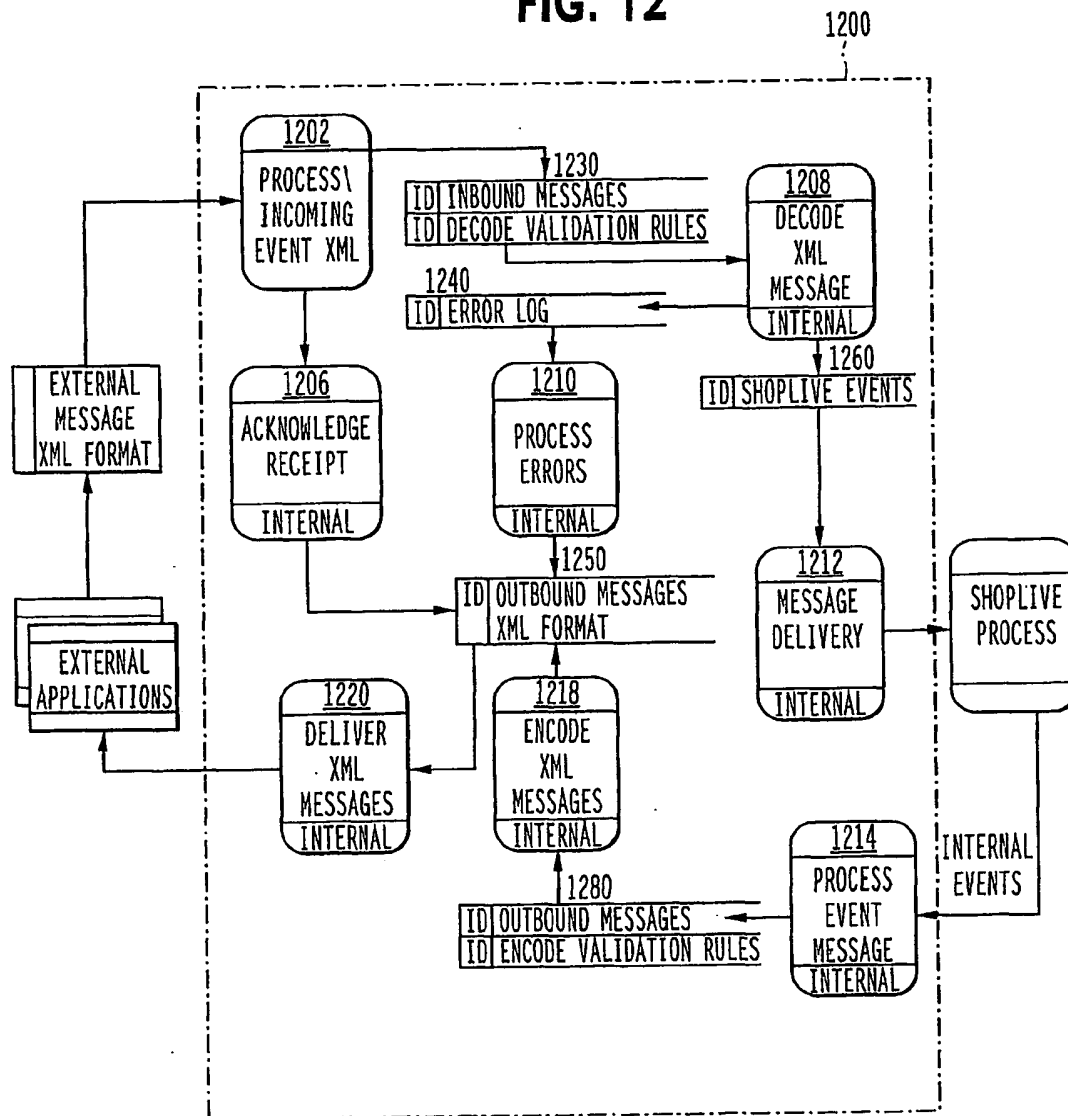 FIG. 12
1200
1202
PROCESS\
INCOMING
EVENT XML
1230
ID INBOUND MESSAGES
ID DECODE VALIDATION RULES
1208
DECODE
XML
MESSAGE
INTERNAL
1240
ID ERROR LOG
1260
ID SHOPLIVE EVENTS
EXTERNAL
MESSAGE
XML FORMAT
1206
ACKNOWLEDGE
RECEIPT
INTERNAL
1210
PROCESS
ERRORS
INTERNAL
1250
ID OUTBOUND MESSAGES
XML FORMAT
1212
MESSAGE
DELIVERY
INTERNAL
SHOPLIVE
PROCESS
EXTERNAL
APPLICATIONS
1220
DELIVER
XML
MESSAGES
INTERNAL
1218
ENCODE
XML
MESSAGES
INTERNAL
1214
PROCESS
EVENT
MESSAGE
INTERNAL
INTERNAL
EVENTS
1280
ID OUTBOUND MESSAGES
ID ENCODE VALIDATION RULES